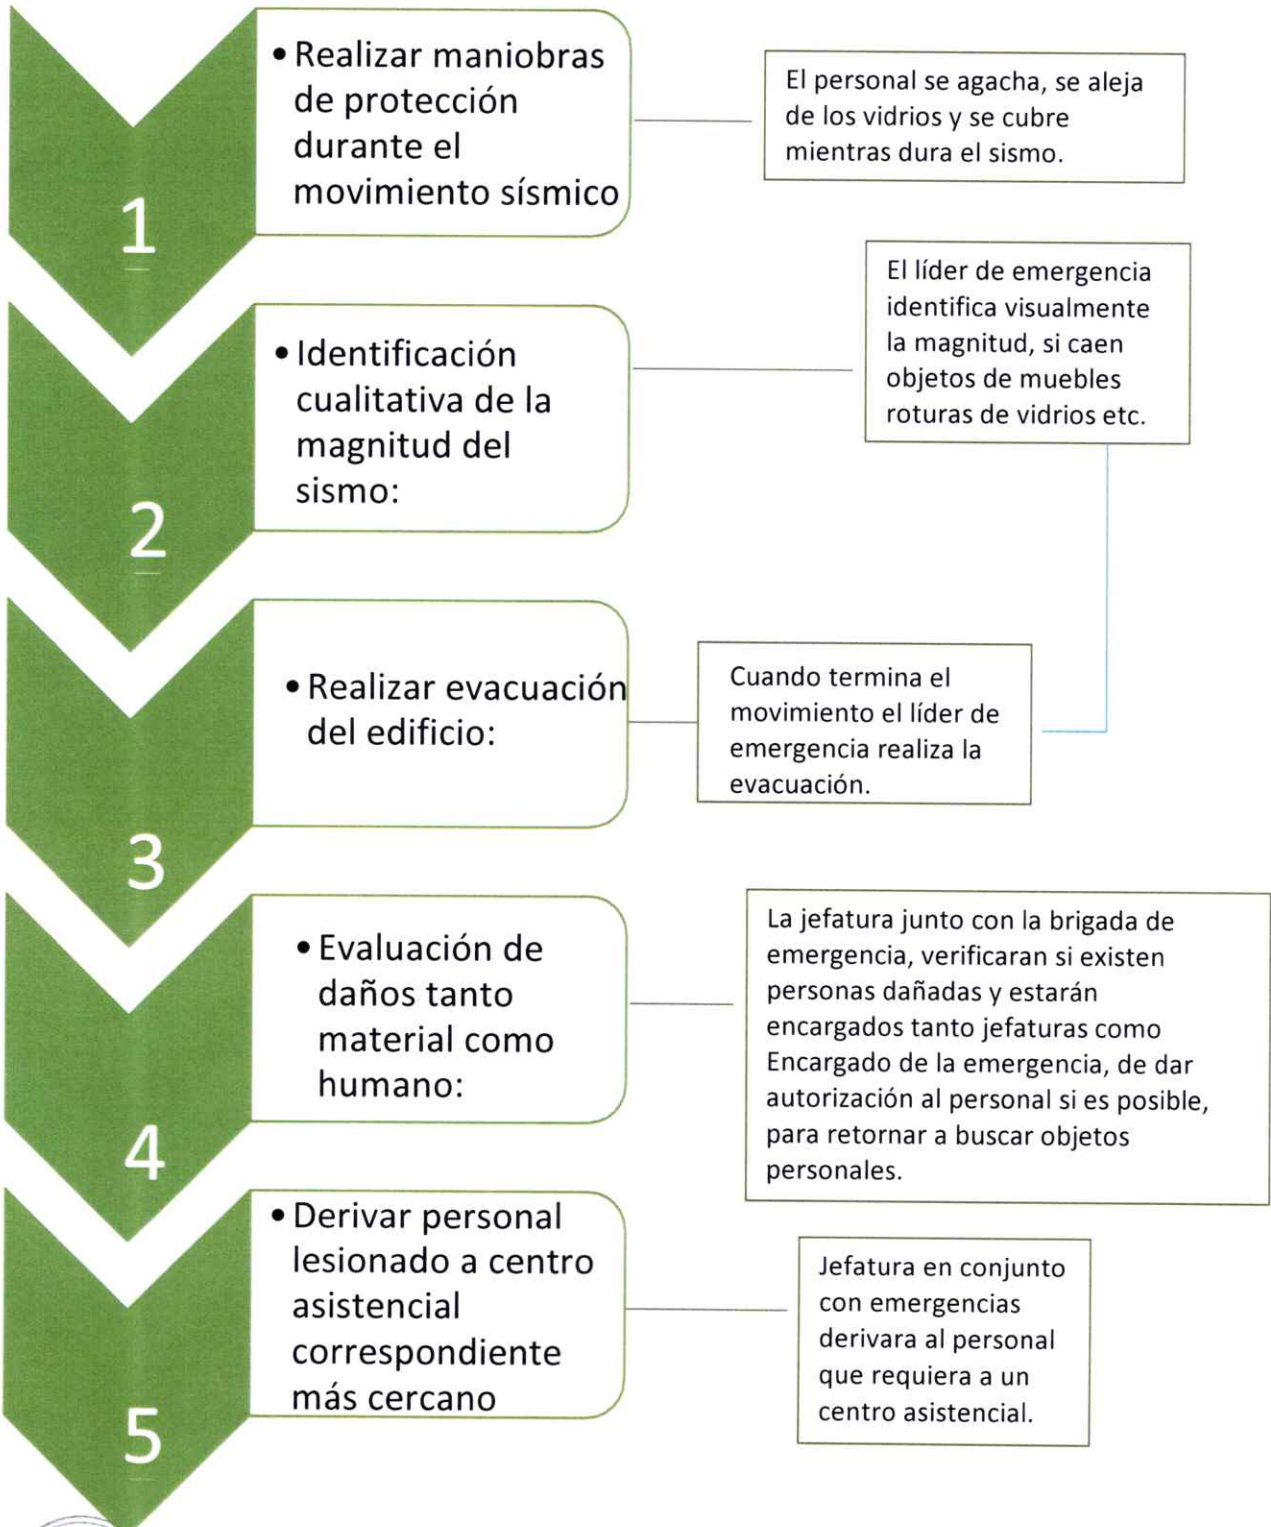 • Realizar maniobras
de protección
durante el
movimiento sísmico
1
El personal se agacha, se aleja
de los vidrios y se cubre
mientras dura el sismo.
• Identificación
cualitativa de la
magnitud del
sismo:
2
El líder de emergencia
identifica visualmente
la magnitud, si caen
objetos de muebles
roturas de vidrios etc.
• Realizar evacuación
del edificio:
3
Cuando termina el
movimiento el líder de
emergencia realiza la
evacuación.
• Evaluación de
daños tanto
material como
humano:
4
La jefatura junto con la brigada de
emergencia, verificaran si existen
personas dañadas y estarán
encargados tanto jefaturas como
Encargado de la emergencia, de dar
autorización al personal si es posible,
para retornar a buscar objetos
personales.
• Derivar personal
lesionado a centro
asistencial
correspondiente
más cercano
5
Jefatura en conjunto
con emergencias
derivara al personal
que requiera a un
centro asistencial.